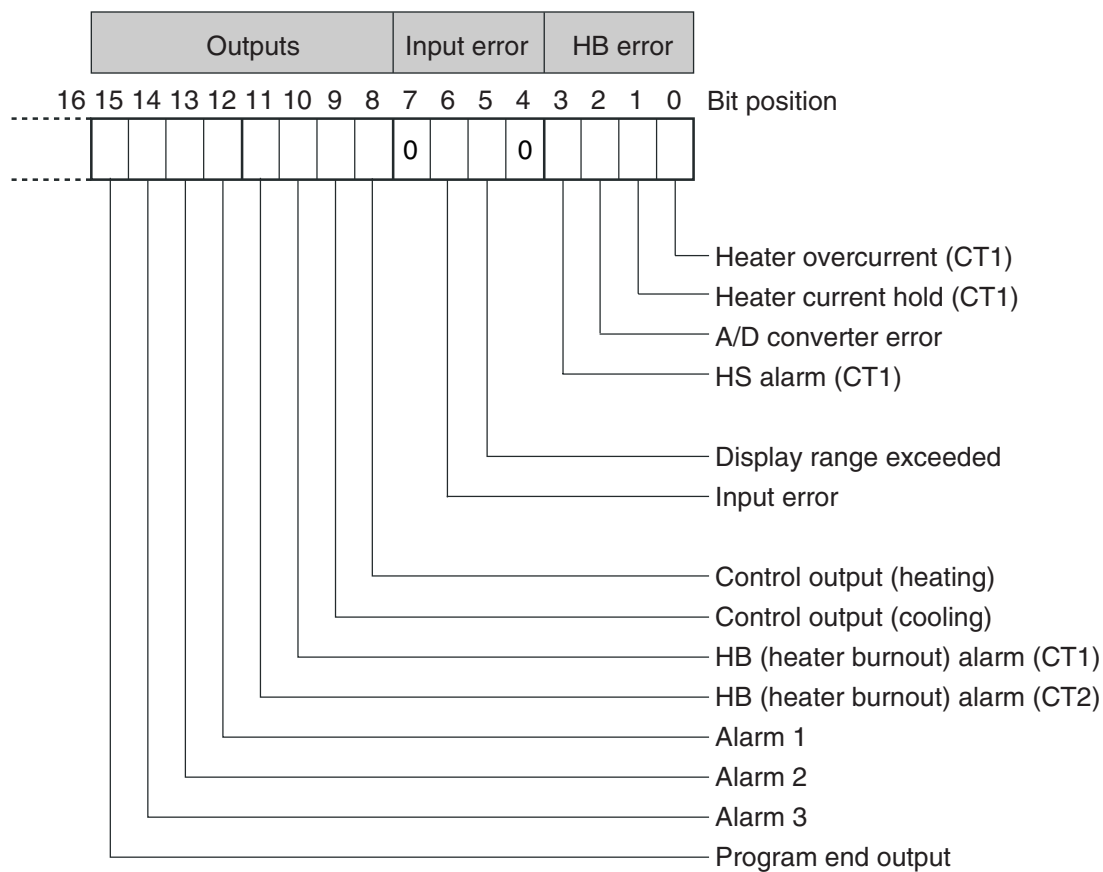 Outputs Input error HB error
16 15 14 13 12 11 10 9 8 7 6 5 4 3 2 1 0 Bit position
0 0
Heater overcurrent (CT1)
Heater current hold (CT1)
A/D converter error
HS alarm (CT1)
Display range exceeded
Input error
Control output (heating)
Control output (cooling)
HB (heater burnout) alarm (CT1)
HB (heater burnout) alarm (CT2)
Alarm 1
Alarm 2
Alarm 3
Program end output